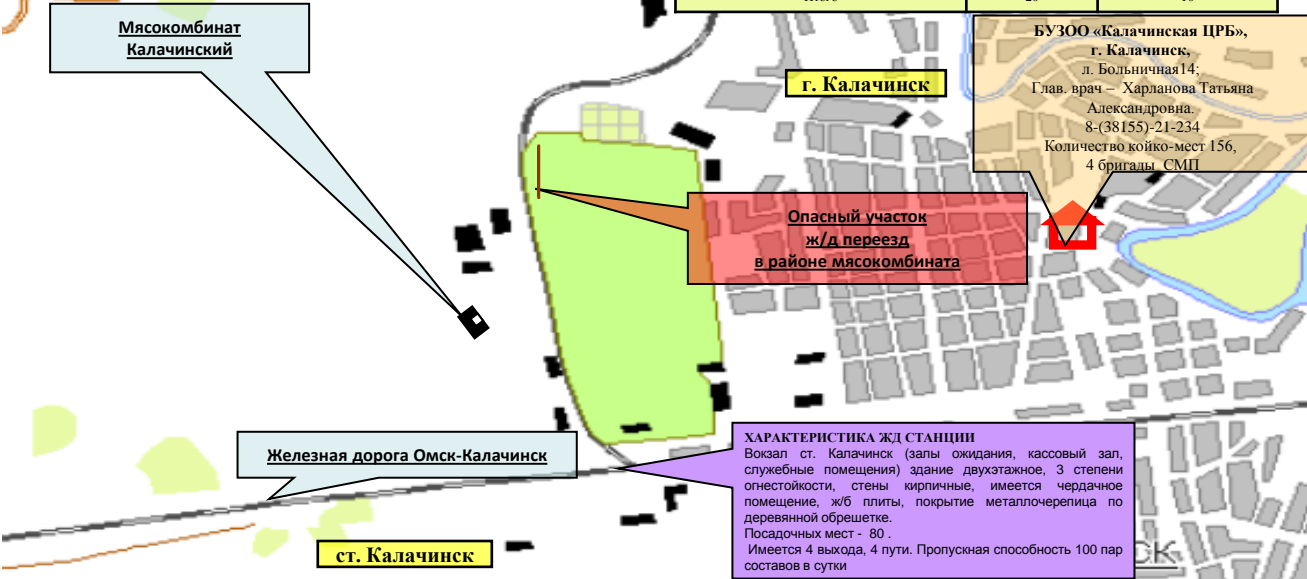 Мясокомбинат
Калачинский
г. Калачинск
БУЗОО «Калачинская ЦРБ»,
г. Калачинск,
л. Больничная14;
Глав. врач – Харланова Татьяна
Александровна.
8-(38155)-21-234
Количество койко-мест 156,
4 бригады СМП
Опасный участок
ж/д переезд
в районе мясокомбината
Железная дорога Омск-Калачинск
ХАРАКТЕРИСТИКА ЖД СТАНЦИИ
Вокзал ст. Калачинск (залы ожидания, кассовый зал,
служебные помещения) здание двухэтажное, 3 степени
огнестойкости, стены кирпичные, имеется чердачное
помещение, ж/б плиты, покрытие металлочерепица по
деревянной обрешетке.
Посадочных мест - 80 .
Имеется 4 выхода, 4 пути. Пропускная способность 100 пар
составов в сутки
ст. Калачинск
СК